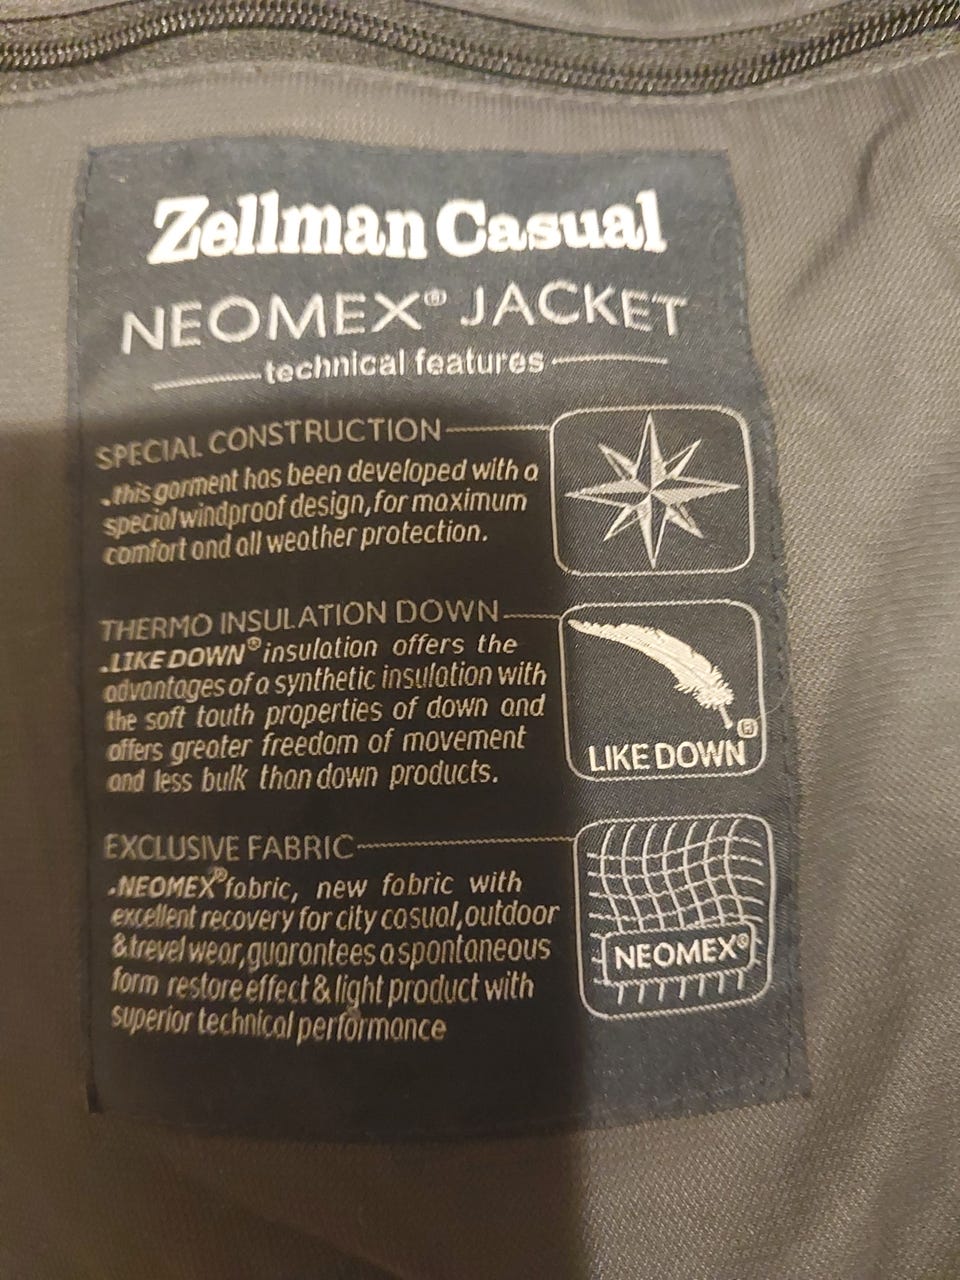 Zellman Casual
NEOMEX® JACKET
technical features
SPECIAL CONSTRUCTION
.this garment has been developed with a
special windproof design, for maximum
comfort and all weather protection.
THERMO INSULATION DOWN
.LIKE DOWN® insulation offers the
advantages of a synthetic insulation with
the soft touth properties of down and
offers greater freedom of movement
and less bulk than down products.
LIKE DOWN®
EXCLUSIVE FABRIC
.NEOMEX® fabric, new fabric with
excellent recovery for city casual, outdoor
& trevel wear, guarantees a spontaneous
form restore effect & light product with
superior technical performance
NEOMEX®